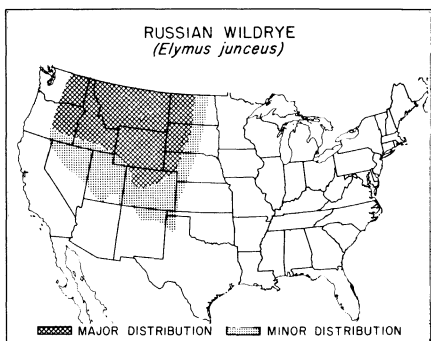 RUSSIAN WILDRYE
(Elymus junceus)
MAJOR DISTRIBUTION MINOR DISTRIBUTION